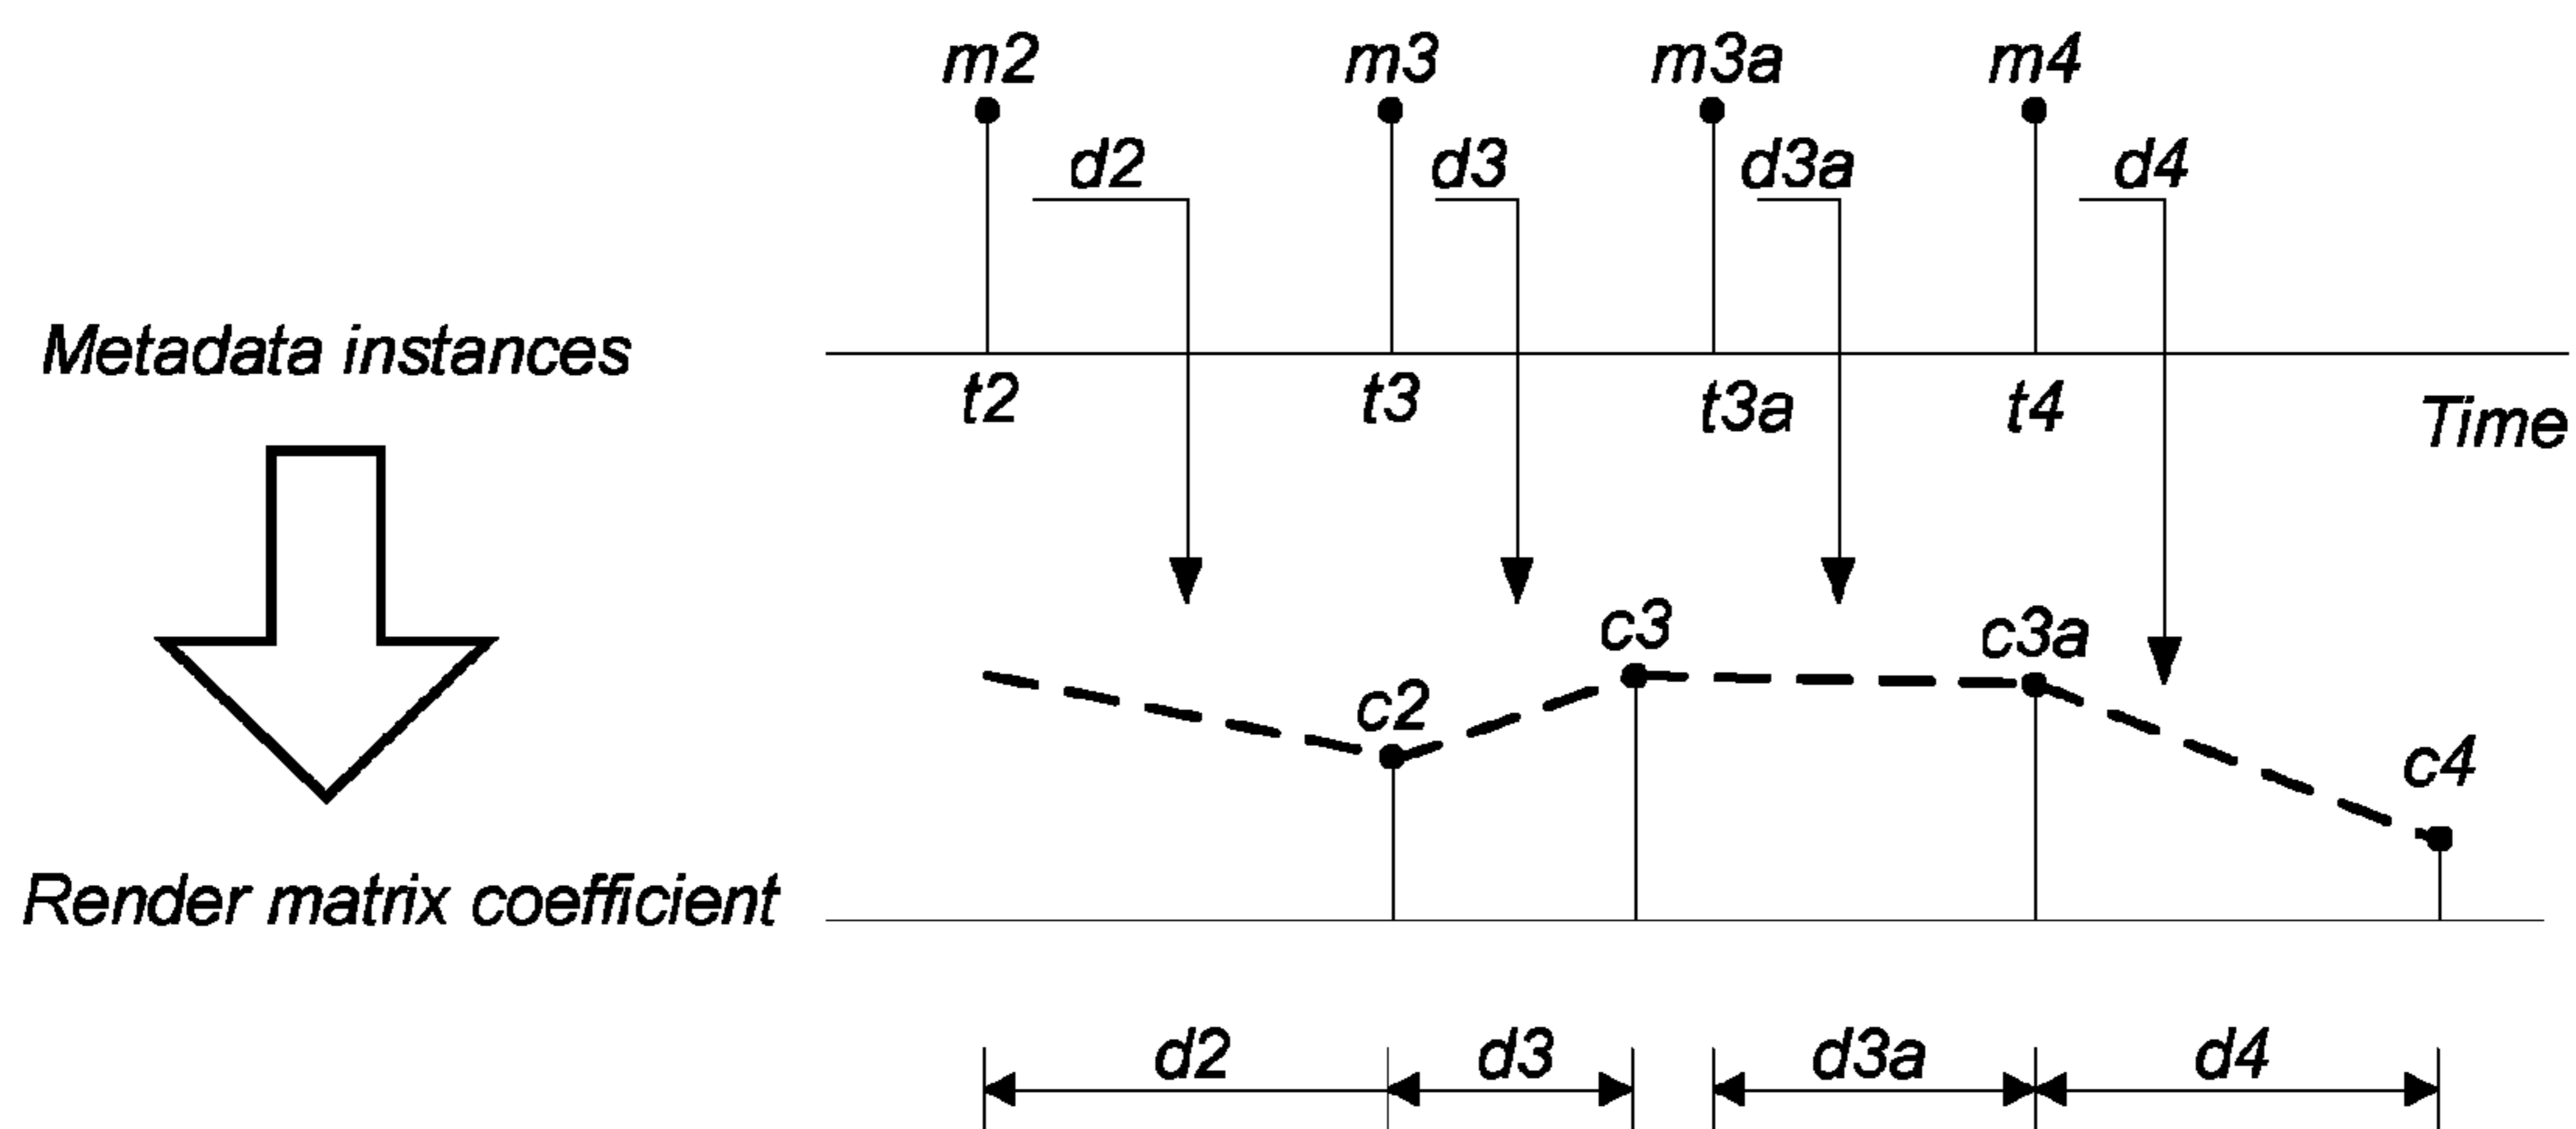 m2 m3 m3a m4
d2 d3 d3a d4
Metadata instances
t2 t3 t3a t4 Time
c3 c3a
c2
c4
Render matrix coefficient
d2 d3 d3a d4